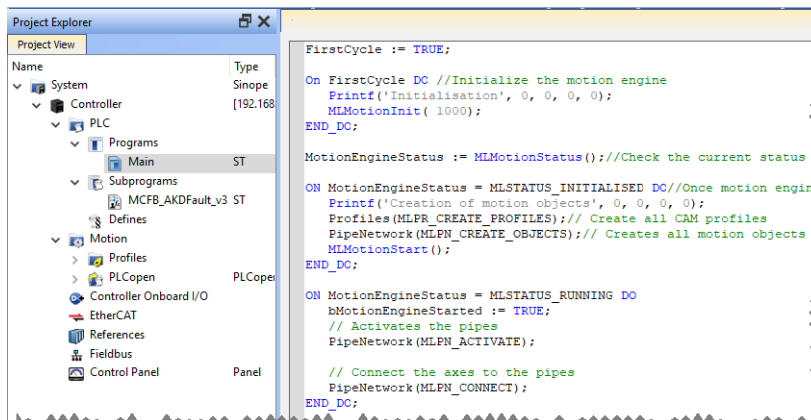 Project Explorer
Project View
Name Type
System Sinope
Controller [192.168
PLC
Programs
Main ST
Subprograms
MCFB_AKDFault_v3 ST
Defines
Motion
Profiles
PLCopen PLCoper
Controller Onboard I/O
EtherCAT
References
Fieldbus
Control Panel Panel
FirstCycle := TRUE;
On FirstCycle DO //Initialize the motion engine
Printf('Initialisation', 0, 0, 0, 0);
MLMotionInit( 1000);
END_DO;
MotionEngineStatus := MLMotionStatus();//Check the current status
ON MotionEngineStatus = MLSTATUS_INITIALISED DO//Once motion engin
Printf('Creation of motion objects', 0, 0, 0, 0);
Profiles(MLPR_CREATE_PROFILES);// Create all CAM profiles
PipeNetwork(MLPN_CREATE_OBJECTS);// Creates all motion objects
MLMotionStart();
END_DO;
ON MotionEngineStatus = MLSTATUS_RUNNING DO
bMotionEngineStarted := TRUE;
// Activates the pipes
PipeNetwork(MLPN_ACTIVATE);
// Connect the axes to the pipes
PipeNetwork(MLPN_CONNECT);
END_DO;